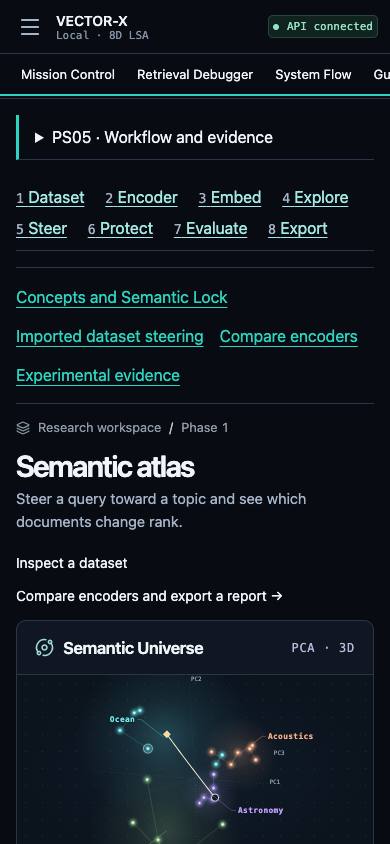 VECTOR-X
Local · 8D LSA
API connected
Mission Control Retrieval Debugger System Flow Gu
▶ PS05 · Workflow and evidence
1 Dataset 2 Encoder 3 Embed 4 Explore
5 Steer 6 Protect 7 Evaluate 8 Export
Concepts and Semantic Lock
Imported dataset steering Compare encoders
Experimental evidence
Research workspace / Phase 1
Semantic atlas
Steer a query toward a topic and see which
documents change rank.
Inspect a dataset
Compare encoders and export a report →
Semantic Universe PCA · 3D
PC2
Ocean
Acoustics
PC3
PC1
Astronomy